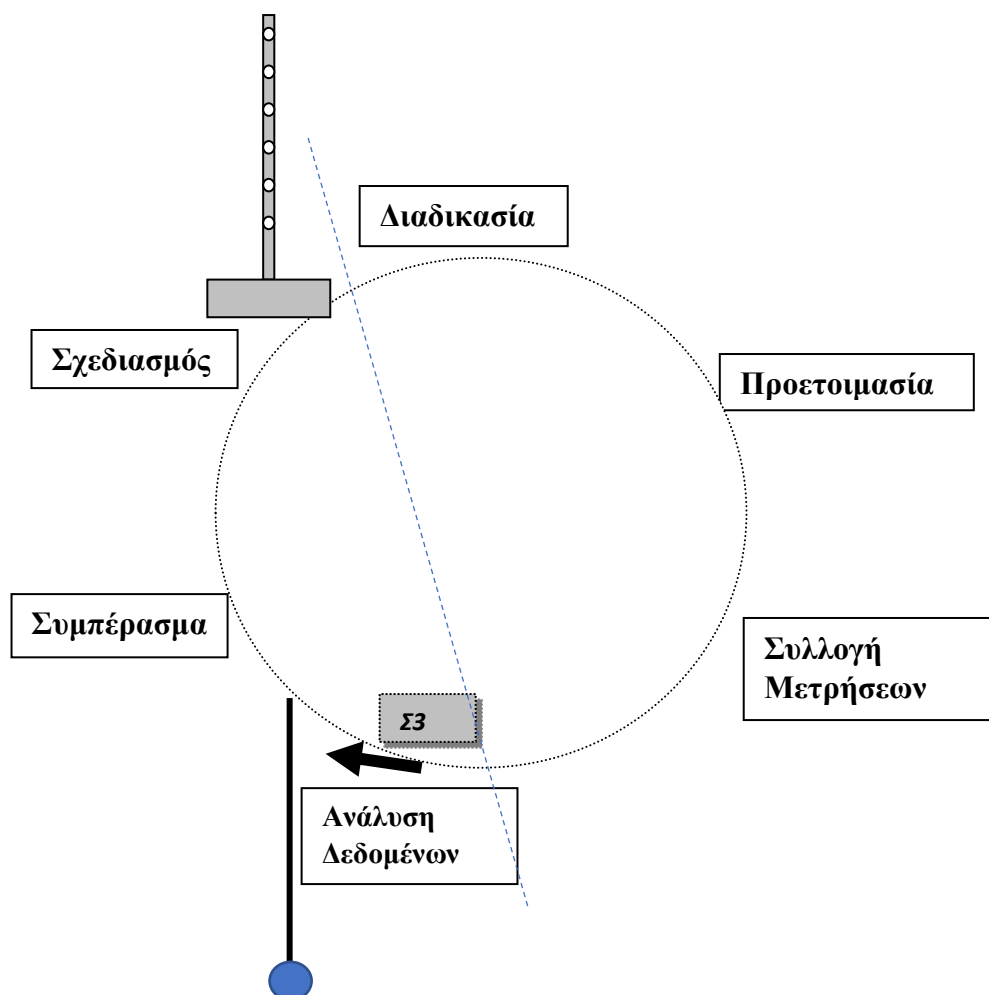 Διαδικασία
Σχεδιασμός
Προετοιμασία
Συμπέρασμα
Συλλογή
Μετρήσεων
Σ3
Ανάλυση
Δεδομένων